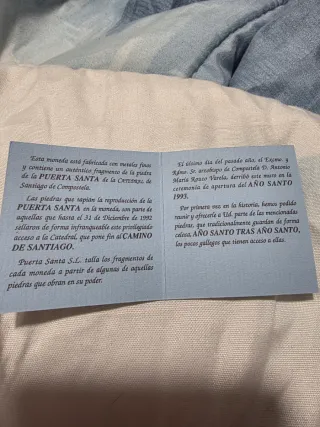 Esta moneda está fabricada con metales finos
y contiene un auténtico fragmento de la piedra
de la PUERTA SANTA de la CATEDRAL de
Santiago de Compostela.
Las piedras que tapian la reproducción de la
PUERTA SANTA en la moneda, son parte de
aquellas que hasta el 31 de Diciembre de 1992
sellaron de forma infranqueable este privilegiado
acceso a la Catedral, que pone fin al CAMINO
DE SANTIAGO.
Puerta Santa S.L. talla los fragmentos de
cada moneda a partir de algunas de aquellas
piedras que obran en su poder.
El último día del pasado año, el Excmo. y
Rdmo. Sr. arzobispo de Compostela D. Antonio
María Rouco Varela, derribó este muro en la
ceremonia de apertura del AÑO SANTO
1993.
Por primera vez en la historia, hemos podido
reunir y ofrecerle a Ud. parte de las mencionadas
piedras, que tradicionalmente guardan de forma
celosa, AÑO SANTO TRAS AÑO SANTO,
los pocos gallegos que tienen acceso a ellas.